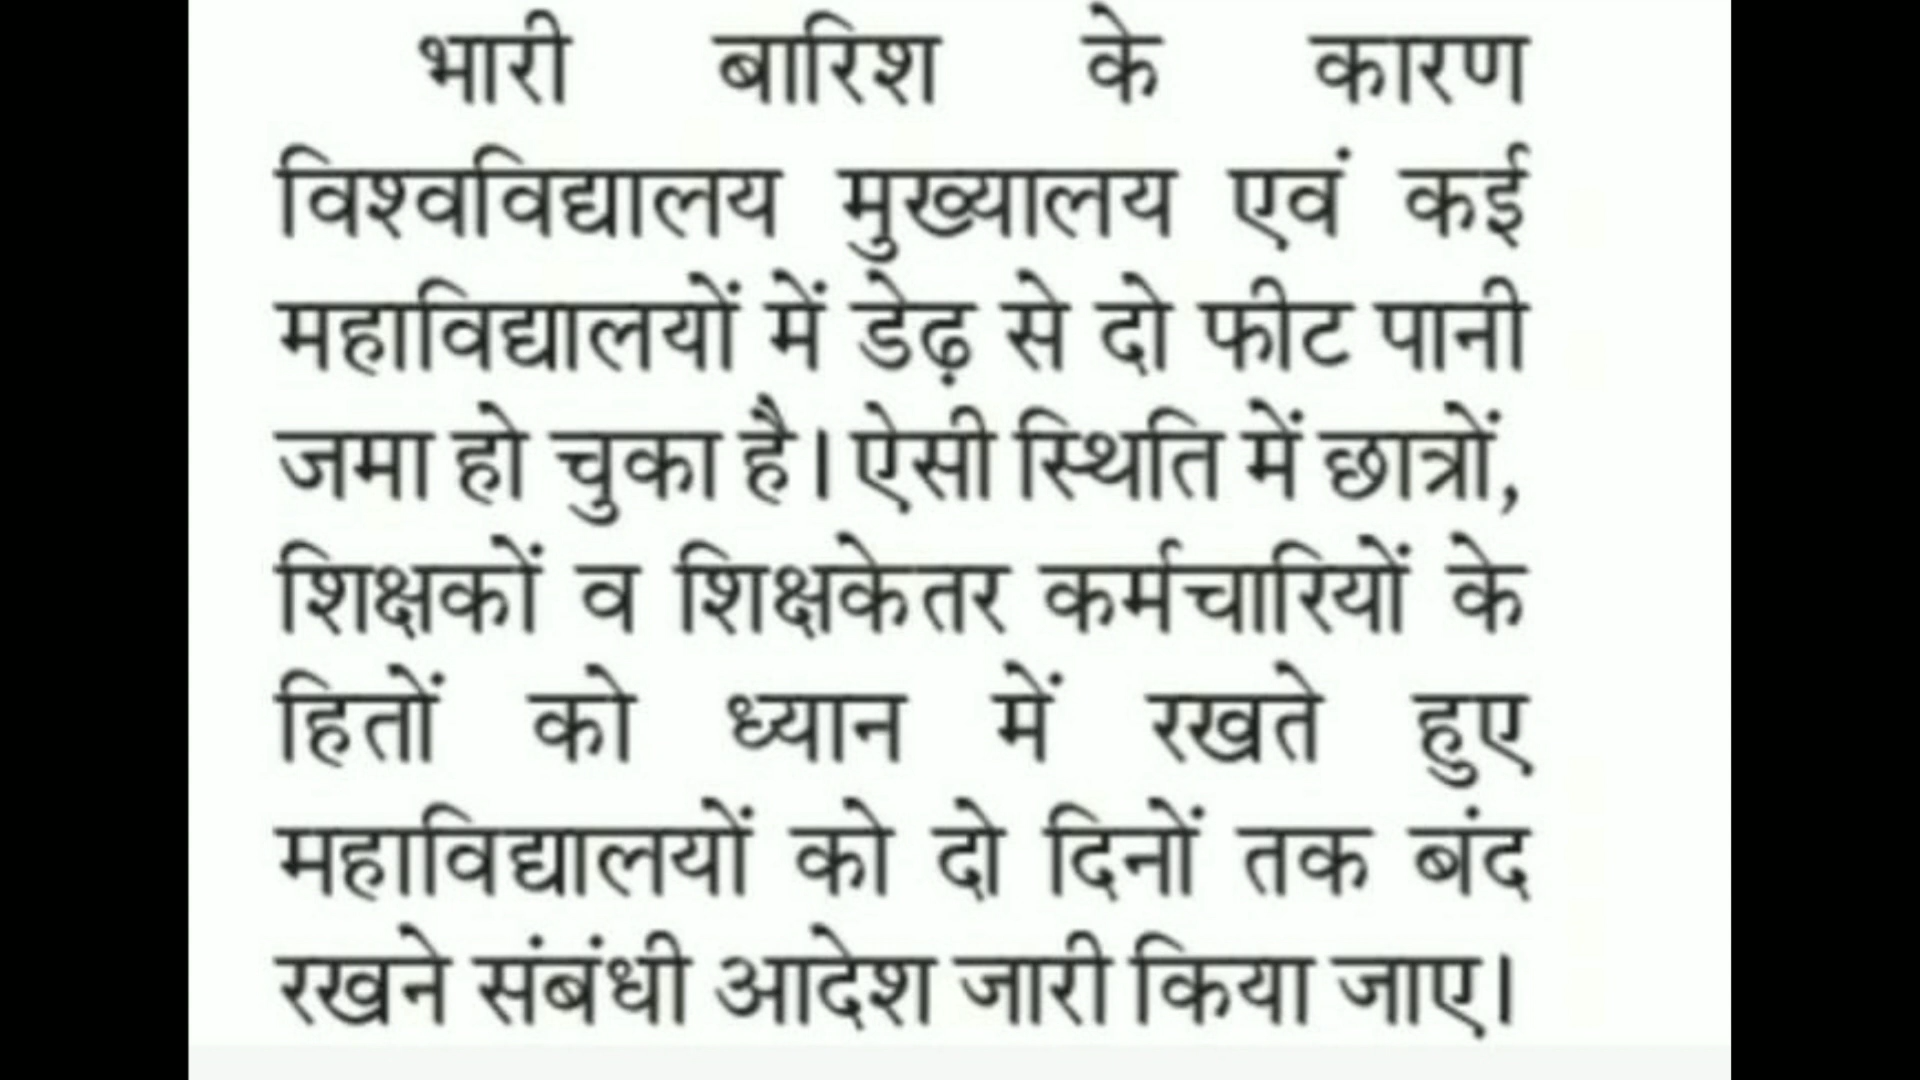 भारी बारिश के कारण
विश्वविद्यालय मुख्यालय एवं कई
महाविद्यालयों में डेढ़ से दो फीट पानी
जमा हो चुका है। ऐसी स्थिति में छात्रों,
शिक्षकों व शिक्षकेतर कर्मचारियों के
हितों को ध्यान में रखते हुए
महाविद्यालयों को दो दिनों तक बंद
रखने संबंधी आदेश जारी किया जाए।